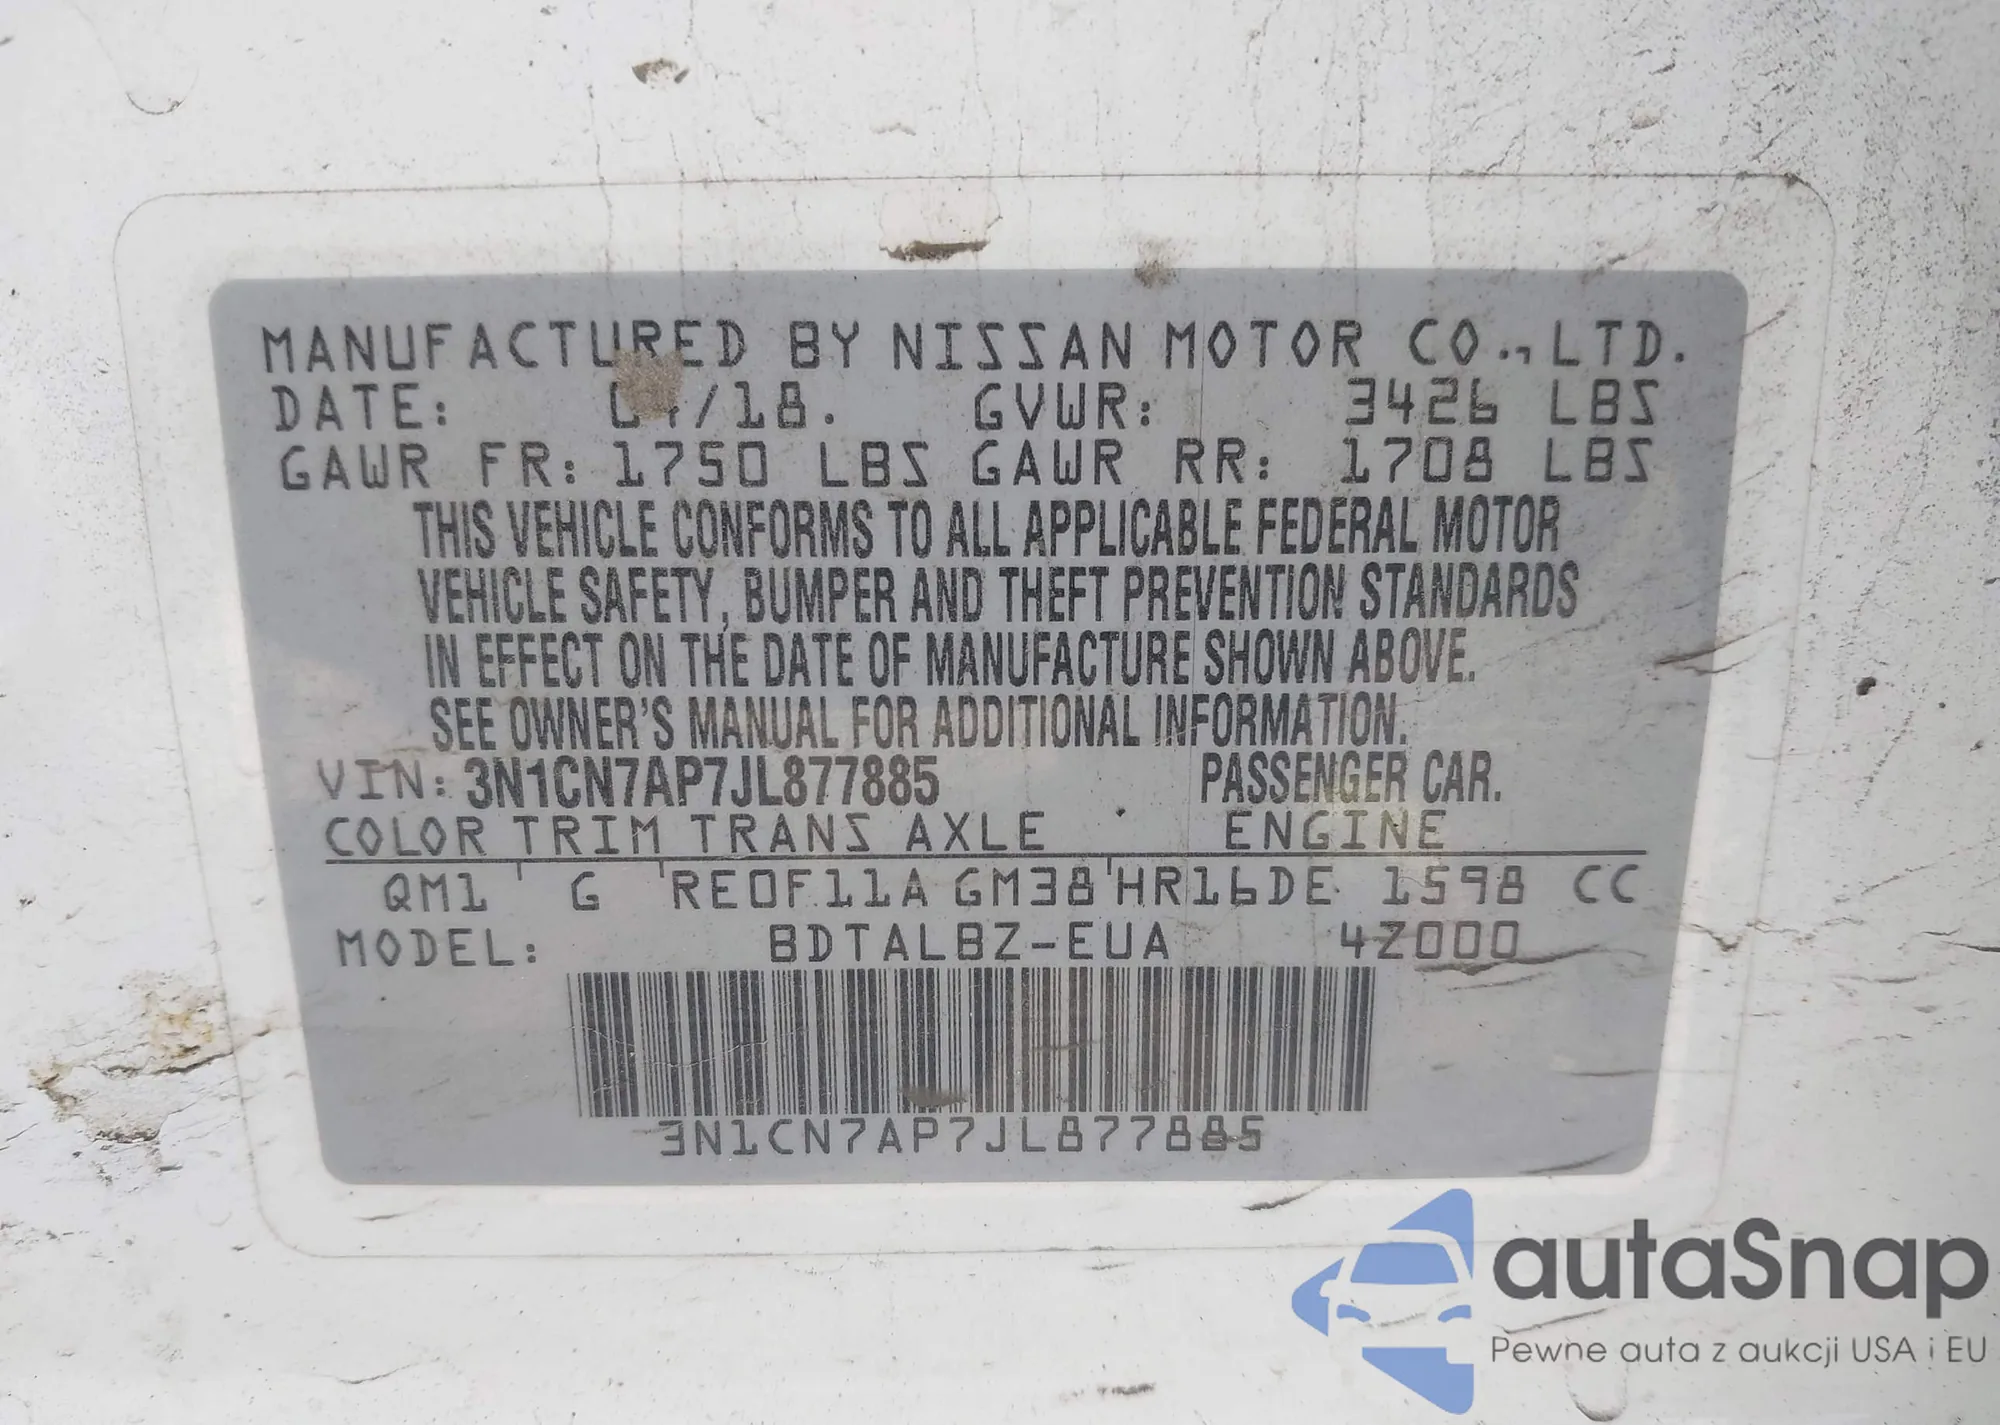 MANUFACTURED BY NISSAN MOTOR CO., LTD.
DATE: /18. GVWR: 3426 LBS
GAWR FR: 1750 LBS GAWR RR: 1708 LBS
THIS VEHICLE CONFORMS TO ALL APPLICABLE FEDERAL MOTOR
VEHICLE SAFETY, BUMPER AND THEFT PREVENTION STANDARDS
IN EFFECT ON THE DATE OF MANUFACTURE SHOWN ABOVE.
SEE OWNER'S MANUAL FOR ADDITIONAL INFORMATION.
VIN: 3N1CN7AP7JL877885 PASSENGER CAR.
COLOR TRIM TRANS AXLE ENGINE
QM1 G RE0F11A GM38 HR16DE 1598 CC
MODEL: BDTALBZ-EUA 4Z000
3N1CN7AP7JL877885
autaSnap
Pewne auta z aukcji USA i EU